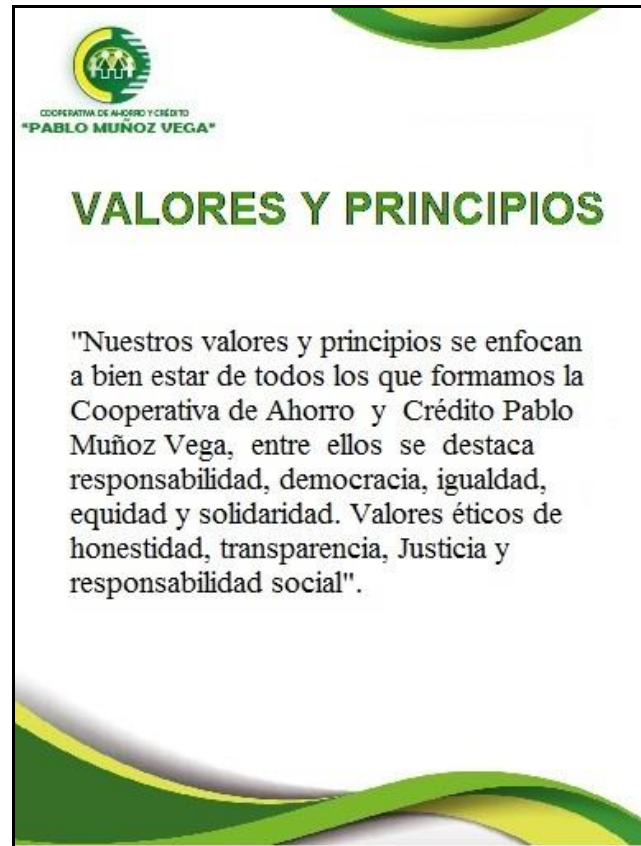 COOPERATIVA DE AHORRO Y CRÉDITO
"PABLO MUÑOZ VEGA"
VALORES Y PRINCIPIOS
"Nuestros valores y principios se enfocan
a bien estar de todos los que formamos la
Cooperativa de Ahorro y Crédito Pablo
Muñoz Vega, entre ellos se destaca
responsabilidad, democracia, igualdad,
equidad y solidaridad. Valores éticos de
honestidad, transparencia, Justicia y
responsabilidad social".